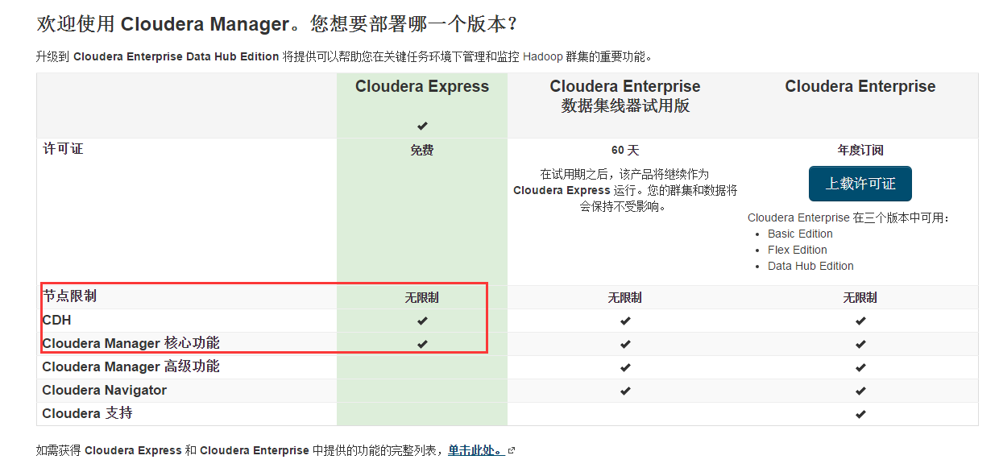 欢迎使用 Cloudera Manager。您想要部署哪一个版本？
升级到 Cloudera Enterprise Data Hub Edition 将提供可以帮助您在关键任务环境下管理和监控 Hadoop 群集的重要功能。
Cloudera Express
Cloudera Enterprise
数据集线器试用版
Cloudera Enterprise
许可证
免费
60 天
在试用期之后，该产品将继续作为
Cloudera Express 运行。您的群集和数据将
会保持不受影响。
年度订阅
上载许可证
Cloudera Enterprise 在三个版本中可用：
Basic Edition
Flex Edition
Data Hub Edition
节点限制 无限制 无限制 无限制
CDH
Cloudera Manager 核心功能
Cloudera Manager 高级功能
Cloudera Navigator
Cloudera 支持
如需获得 Cloudera Express 和 Cloudera Enterprise 中提供的功能的完整列表，单击此处。